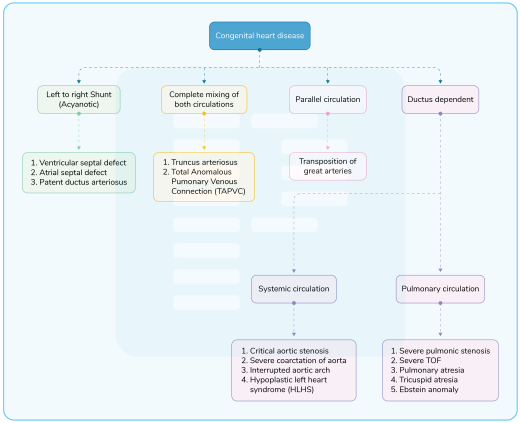 Congenital heart disease
Left to right Shunt
(Acyanotic)
Complete mixing of
both circulations
Parallel circulation
Ductus dependent
1. Ventricular septal defect
2. Atrial septal defect
3. Patent ductus arteriosus
1. Truncus arteriosus
2. Total Anomalous
Pumonary Venous
Connection (TAPVC)
Transposition of
great arteries
Systemic circulation
Pulmonary circulation
1. Critical aortic stenosis
2. Severe coarctation of aorta
3. Interrupted aortic arch
4. Hypoplastic left heart
syndrome (HLHS)
1. Severe pulmonic stenosis
2. Severe TOF
3. Pulmonary atresia
4. Tricuspid atresia
5. Ebstein anomaly